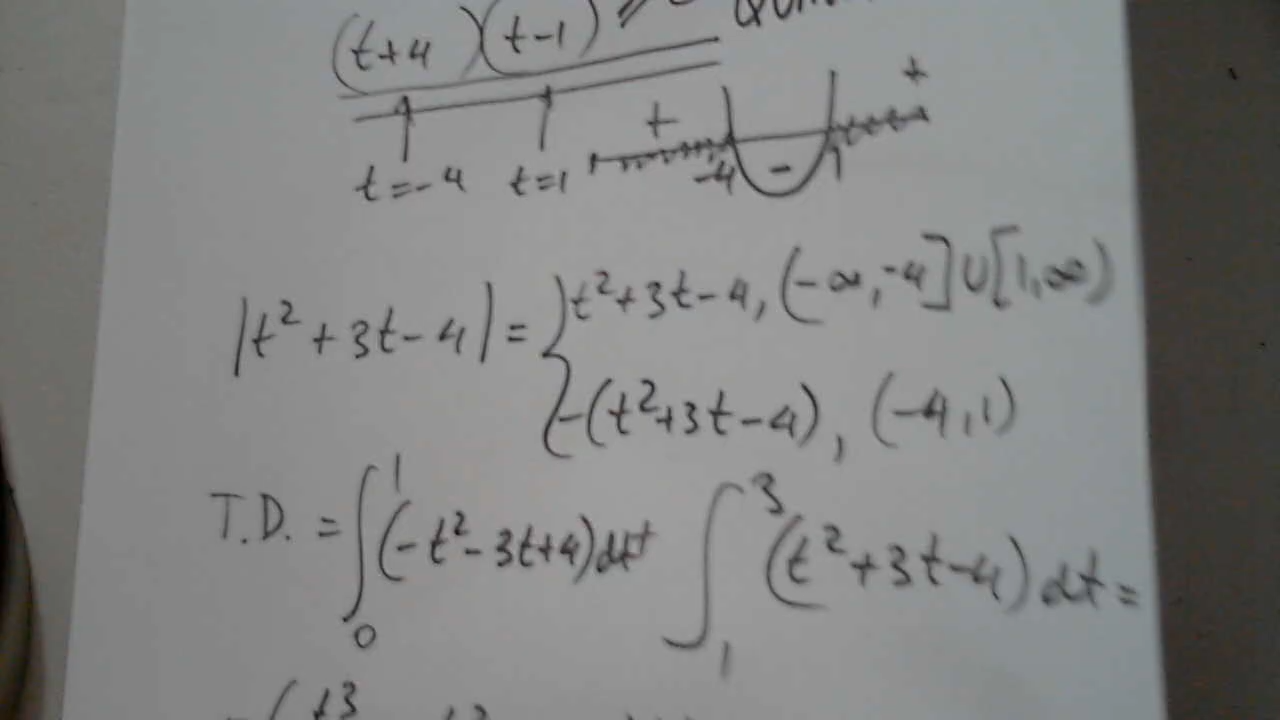 (t+4)(t-1) ≥
+ +
t=-4 t=1 -4 - 1
|t²+3t-4| = { t²+3t-4, (-∞,-4]∪[1,∞)
-(t²+3t-4), (-4,1)
T.D. = ∫₀¹(-t²-3t+4)dt + ∫₁³(t²+3t-4)dt =